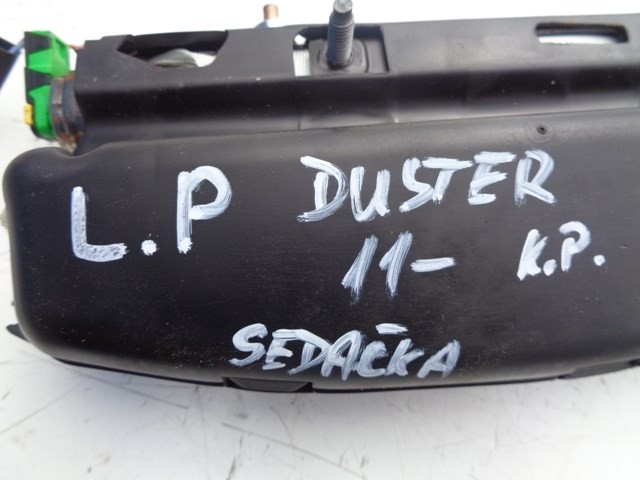 L.P DUSTER
11- K.P.
SEDAČKA